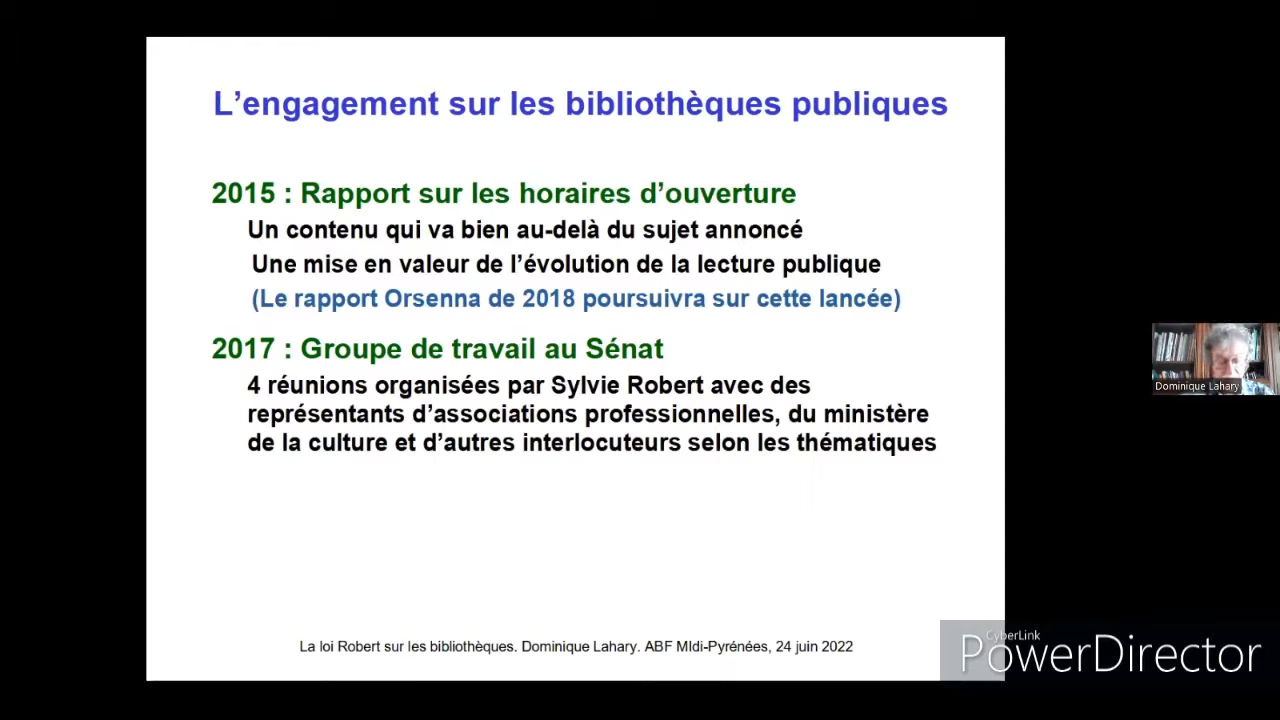 L’engagement sur les bibliothèques publiques
2015 : Rapport sur les horaires d’ouverture
Un contenu qui va bien au-delà du sujet annoncé
Une mise en valeur de l’évolution de la lecture publique
(Le rapport Orsenna de 2018 poursuivra sur cette lancée)
2017 : Groupe de travail au Sénat
4 réunions organisées par Sylvie Robert avec des
représentants d’associations professionnelles, du ministère
de la culture et d’autres interlocuteurs selon les thématiques
Dominique Lahary
La loi Robert sur les bibliothèques. Dominique Lahary. ABF MIdi-Pyrénées, 24 juin 2022
CyberLink
PowerDirector